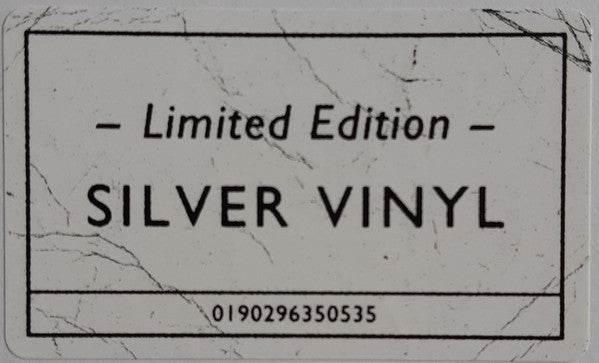 – Limited Edition –
SILVER VINYL
0190296350535